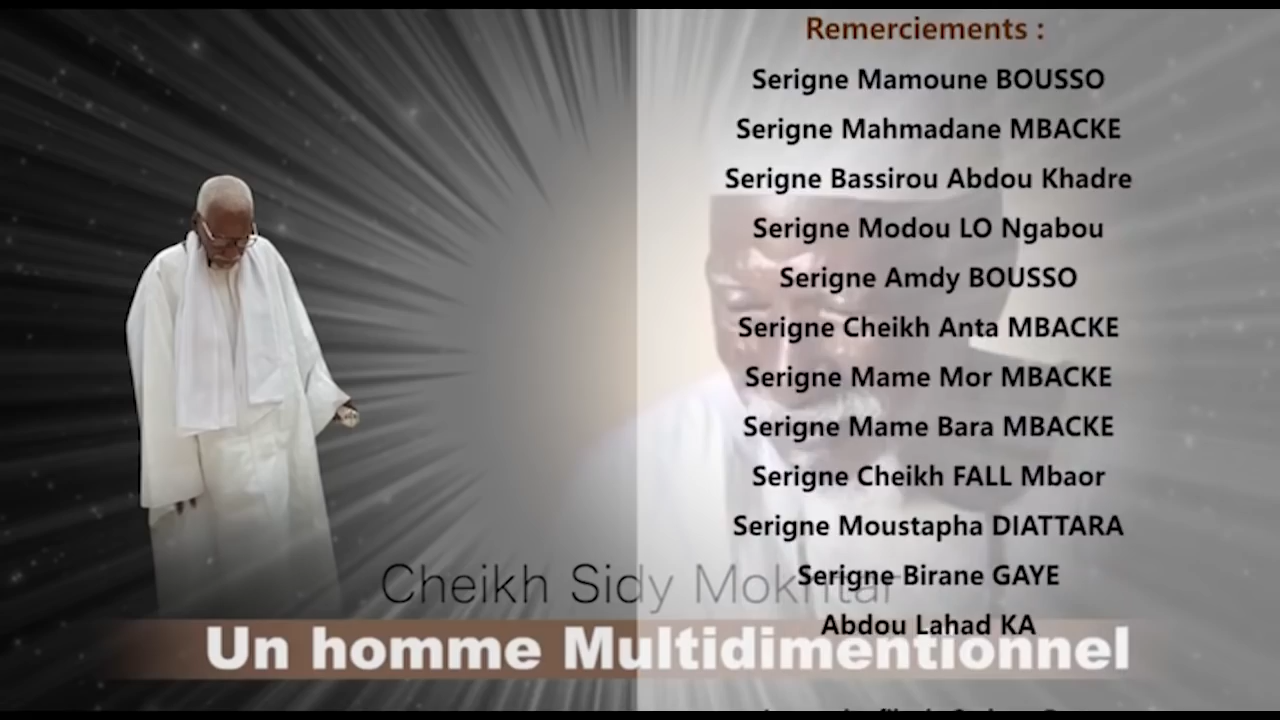 Remerciements :
Serigne Mamoune BOUSSO
Serigne Mahmadane MBACKE
Serigne Bassirou Abdou Khadre
Serigne Modou LO Ngabou
Serigne Amdy BOUSSO
Serigne Cheikh Anta MBACKE
Serigne Mame Mor MBACKE
Serigne Mame Bara MBACKE
Serigne Cheikh FALL Mbaor
Serigne Moustapha DIATTARA
Serigne Birane GAYE
Abdou Lahad KA
Cheikh Sidy Mokhtar
Un homme Multidimentionnel